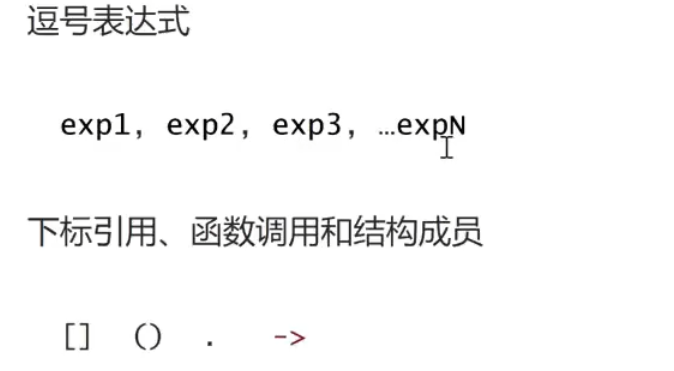 逗号表达式
exp1, exp2, exp3, …expN
下标引用、函数调用和结构成员
[] () . ->